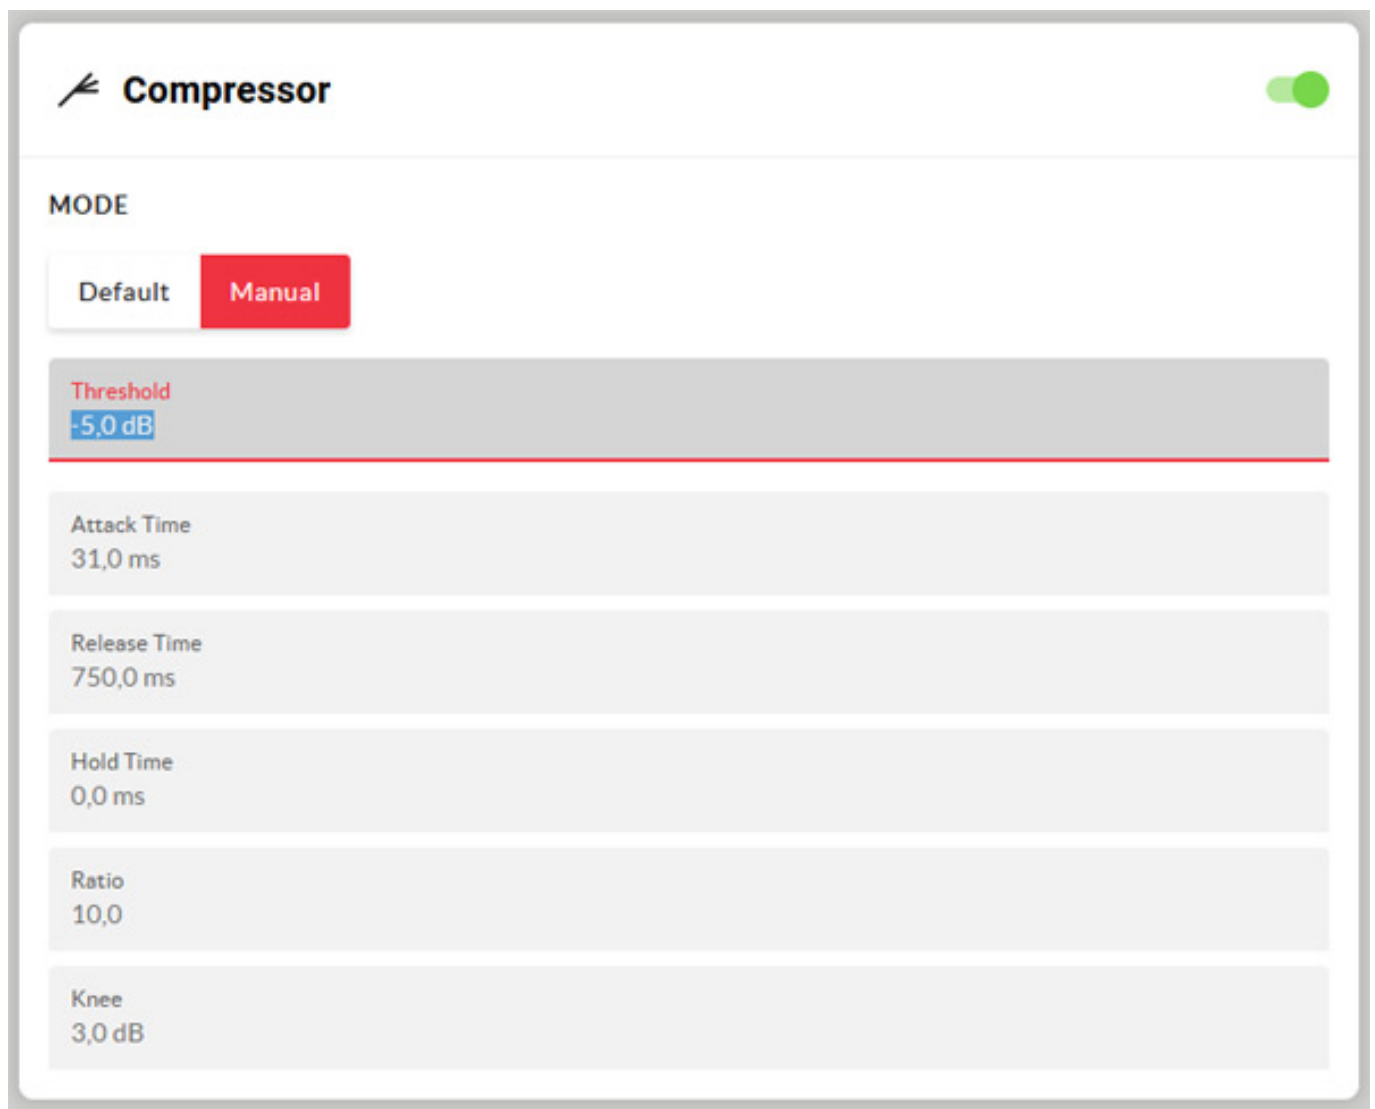 Compressor
MODE
Default Manual
Threshold
-5,0 dB
Attack Time
31,0 ms
Release Time
750,0 ms
Hold Time
0,0 ms
Ratio
10,0
Knee
3,0 dB